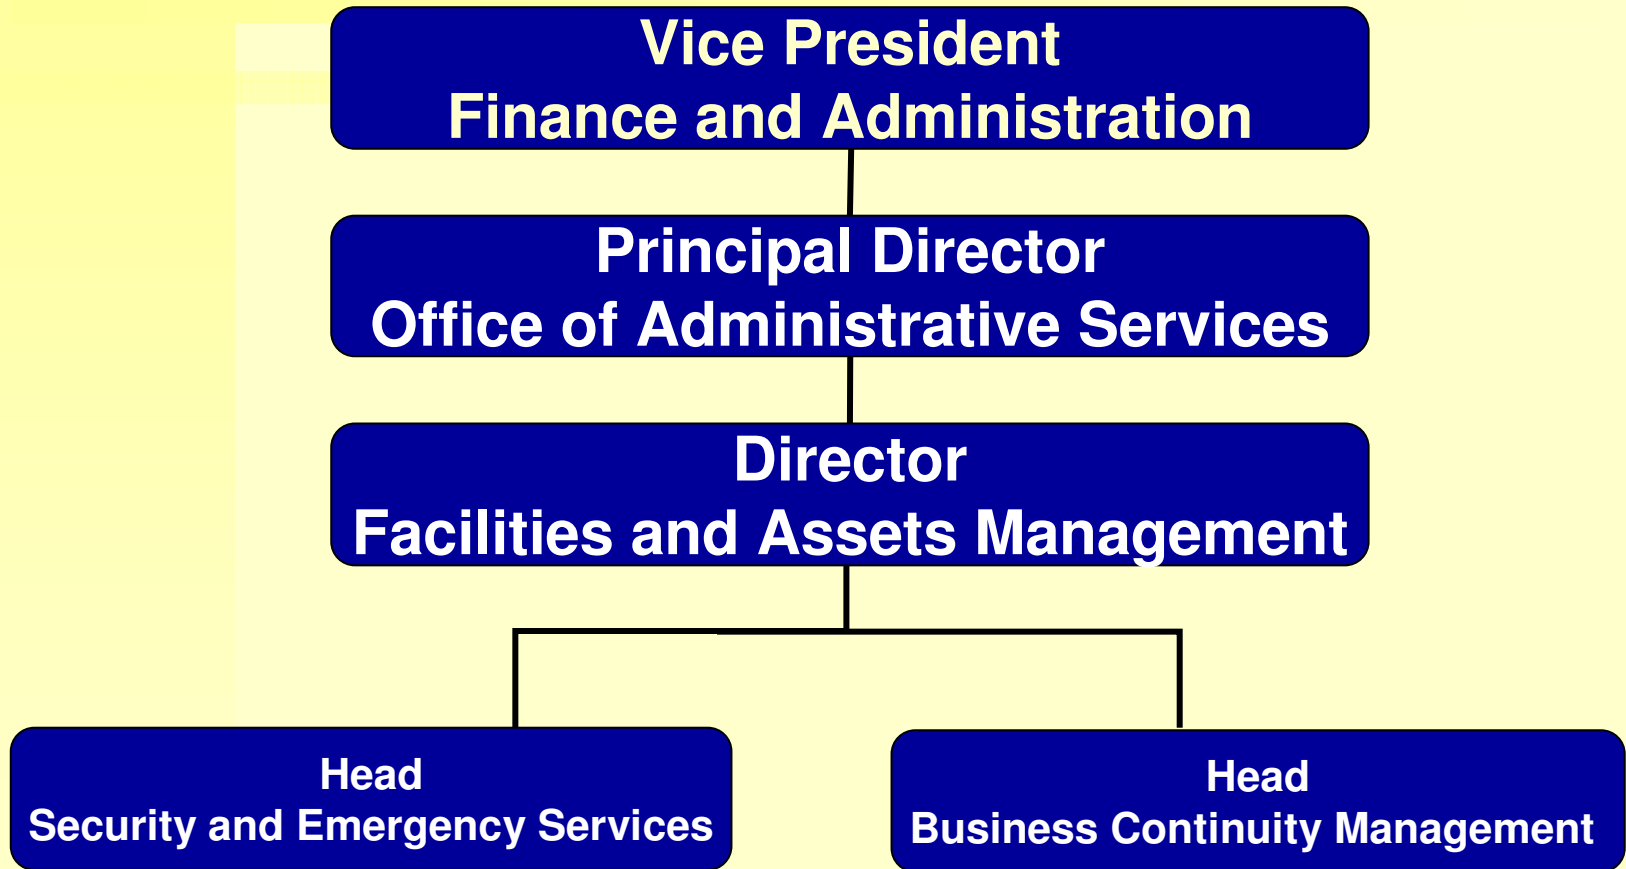 Vice President
Finance and Administration
Principal Director
Office of Administrative Services
Director
Facilities and Assets Management
Head
Security and Emergency Services
Head
Business Continuity Management